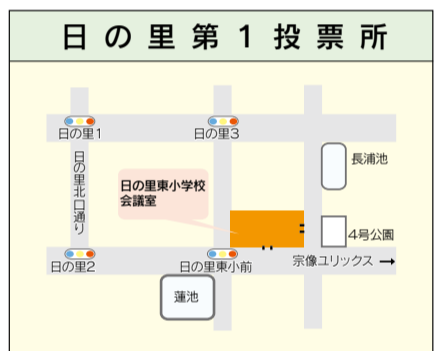 日の里第1投票所
日の里1
日の里3
日の里北口通り
長浦池
日の里東小学校
会議室
4号公園
宗像ユリックス →
日の里2
日の里東小前
蓮池